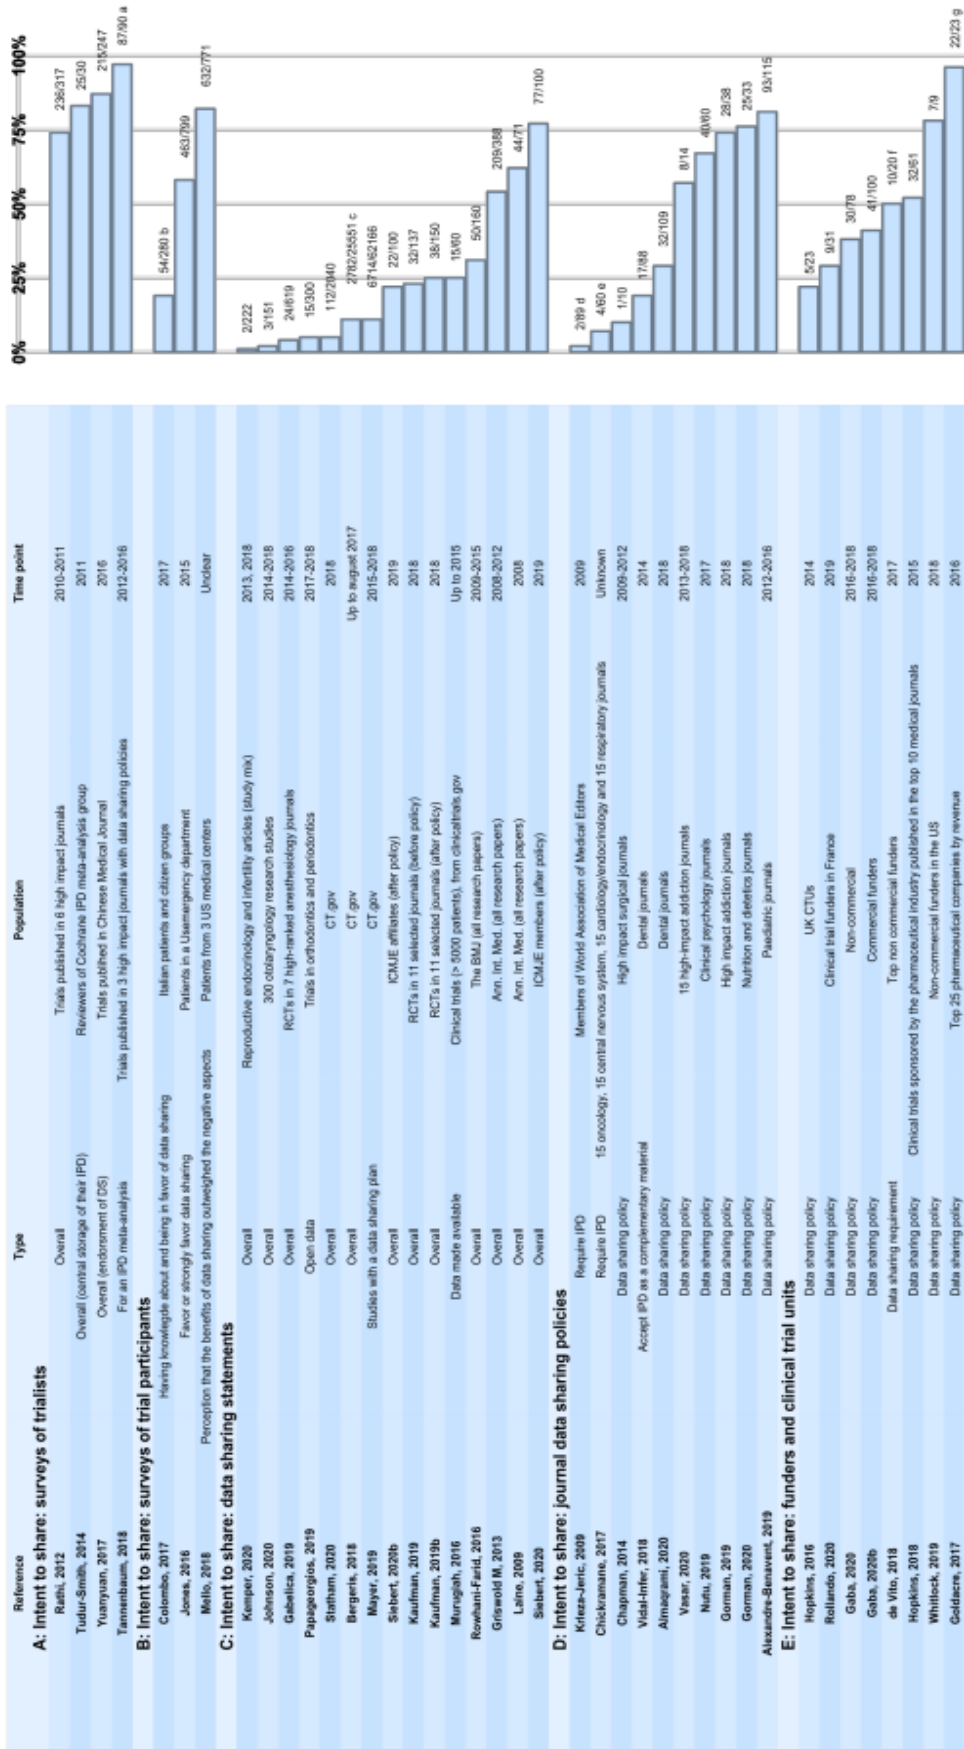 Reference Type Population Time point 0% 25% 50% 75% 100%
A: Intent to share: surveys of trialists
Rathi, 2012 Overall Trials published in 6 high impact journals 2010-2011 236/317
Tudur-Smith, 2014 Overall (central storage of their IPD) Reviewers of Cochrane IPD meta-analysis group 2011 25/30
Yuanyuan, 2017 Overall (endorsment of DS) Trials publihed in Chinese Medical Journal 2016 215/247
Tannenbaum, 2018 For an IPD meta-analysis Trials published in 3 high impact journals with data sharing policies 2012-2016 87/90 a
B: Intent to share: surveys of trial participants
Colombo, 2017 Having knowlegde about and being in favor of data sharing Italian patients and citizen groups 2017 54/280 b
Jones, 2016 Favor or strongly favor data sharing Patients in a Usemergency department 2015 463/799
Mello, 2018 Perception that the benefits of data sharing outweighed the negative aspects Patients from 3 US medical centers Unclear 632/771
C: Intent to share: data sharing statements
Kemper, 2020 Overall Reproductive endocrinology and infertility articles (study mix) 2013, 2018 2/222
Johnson, 2020 Overall 300 otolaryngology research studies 2014-2018 3/151
Gabelica, 2019 Overall RCTs in 7 high-ranked anesthesiology journals 2014-2016 24/619
Papageorgios, 2019 Open data Trials in orthodontics and periodontics 2017-2018 15/300
Statham, 2020 Overall CT.gov 2018 112/2040
Bergeris, 2018 Overall CT.gov Up to august 2017 2782/25551 c
Mayer, 2019 Studies with a data sharing plan CT.gov 2015-2018 6714/62166
Siebert, 2020b Overall ICMJE affiliates (after policy) 2019 22/100
Kaufman, 2019 Overall RCTs in 11 selected journals (before policy) 2018 32/137
Kaufman, 2019b Overall RCTs in 11 selected journals (after policy) 2018 38/150
Murugiah, 2016 Data made available Clinical trials (> 5000 patients), from clinicaltrials.gov Up to 2015 15/60
Rowhani-Farid, 2016 Overall The BMJ (all research papers) 2009-2015 50/160
Griswold M, 2013 Overall Ann. Int. Med. (all research papers) 2008-2012 209/388
Laine, 2009 Overall Ann. Int. Med. (all research papers) 2008 44/71
Siebert, 2020 Overall ICMJE members (after policy) 2019 77/100
D: Intent to share: journal data sharing policies
Krleza-Jeric, 2009 Require IPD Members of World Association of Medical Editors 2009 2/89 d
Chickramane, 2017 Require IPD 15 oncology, 15 central nervous system, 15 cardiology/endocrinology and 15 respiratory journals Unknown 4/60 e
Chapman, 2014 Data sharing policy High impact surgical journals 2009-2012 1/10
Vidal-Infer, 2018 Accept IPD as a complementary material Dental journals 2014 17/88
Almaqrami, 2020 Data sharing policy Dental journals 2018 32/109
Vassar, 2020 Data sharing policy 15 high-impact addiction journals 2013-2018 8/14
Nutu, 2019 Data sharing policy Clinical psychology journals 2017 40/60
Gorman, 2019 Data sharing policy High impact addiction journals 2018 28/38
Gorman, 2020 Data sharing policy Nutrition and dietetics journals 2018 25/33
Alexandre-Benavent, 2019 Data sharing policy Paediatric journals 2012-2016 93/115
E: Intent to share: funders and clinical trial units
Hopkins, 2016 Data sharing policy UK CTUs 2014 5/23
Rollando, 2020 Data sharing policy Clinical trial funders in France 2019 9/31
Gaba, 2020 Data sharing policy Non-commercial 2016-2018 30/78
Gaba, 2020b Data sharing policy Commercial funders 2016-2018 41/100
de Vito, 2018 Data sharing requirement Top non commercial funders 2017 10/20 f
Hopkins, 2018 Data sharing policy Clinical trials sponsored by the pharmaceutical industry published in the top 10 medical journals 2015 32/61
Whitlock, 2019 Data sharing policy Non-commercial funders in the US 2018 7/9
Goldacre, 2017 Data sharing policy Top 25 pharmaceutical companies by revenue 2016 22/23 g